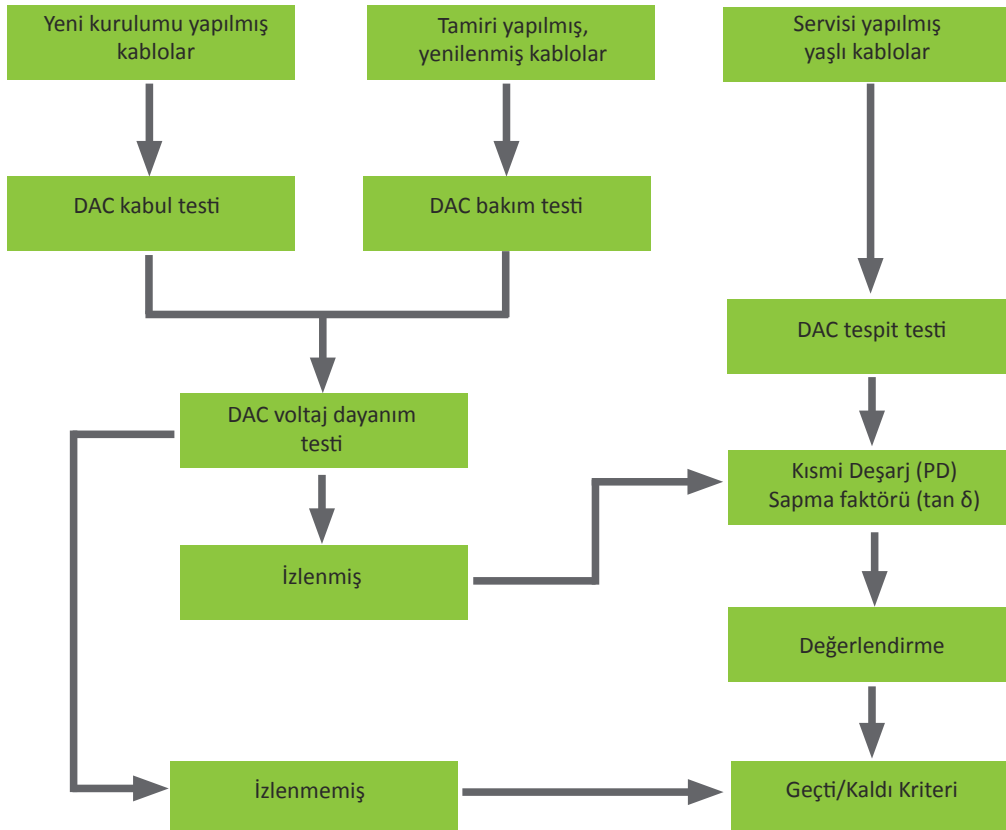 Yeni kurulumu yapılmış
kablolar
Tamiri yapılmış,
yenilenmiş kablolar
Servisi yapılmış
yaşlı kablolar
DAC kabul testi
DAC bakım testi
DAC tespit testi
DAC voltaj dayanım
testi
Kısmi Deşarj (PD)
Sapma faktörü (tan δ)
İzlenmiş
Değerlendirme
İzlenmemiş
Geçti/Kaldı Kriteri